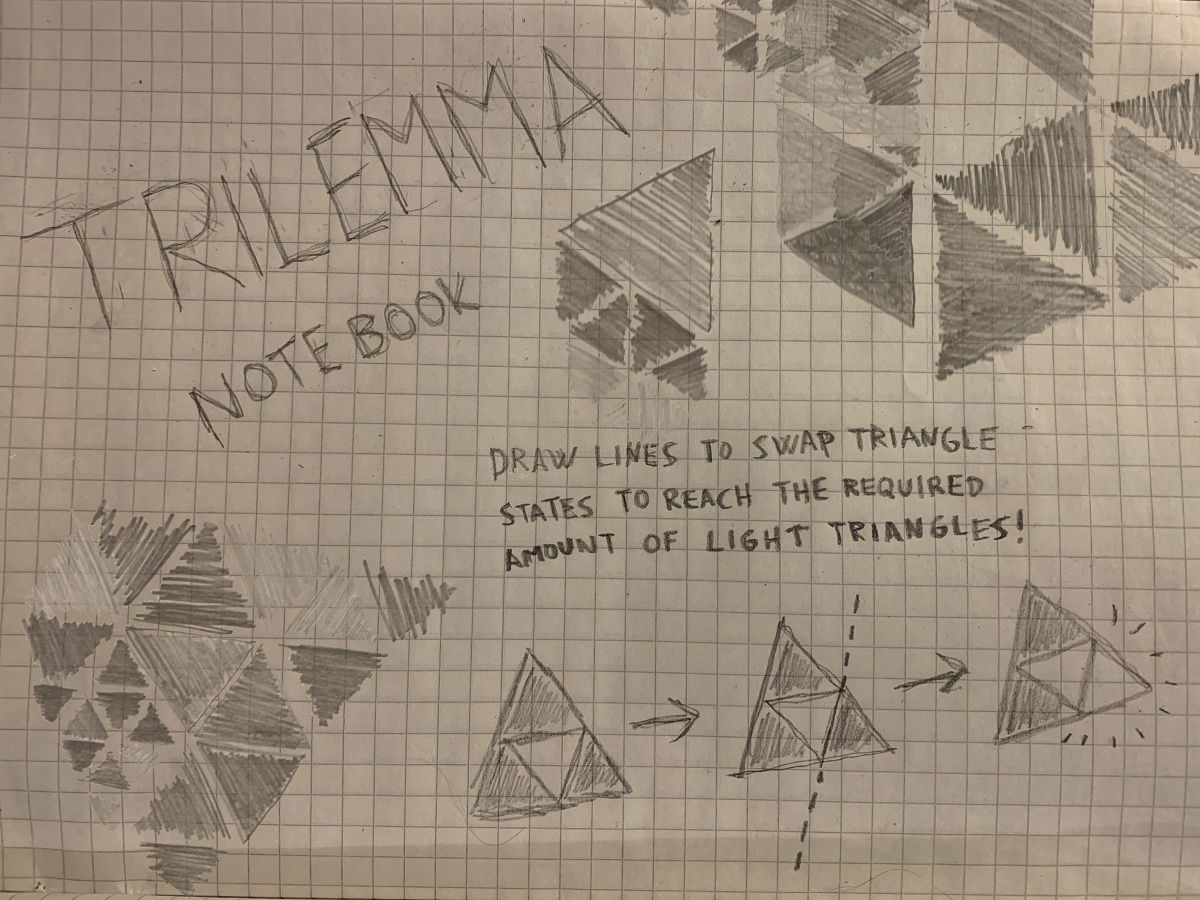 TRILEMMA
NOTEBOOK
DRAW LINES TO SWAP TRIANGLE
STATES TO REACH THE REQUIRED
AMOUNT OF LIGHT TRIANGLES!